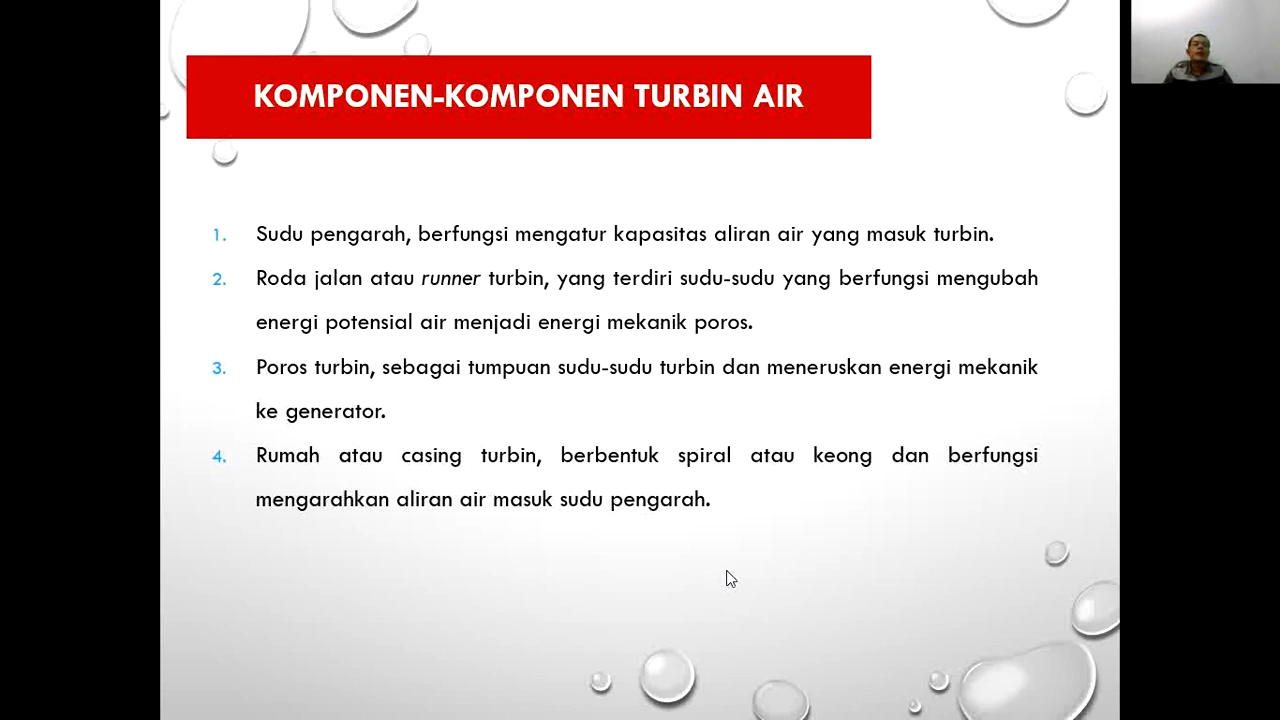 KOMPONEN-KOMPONEN TURBIN AIR
1. Sudu pengarah, berfungsi mengatur kapasitas aliran air yang masuk turbin.
2. Roda jalan atau runner turbin, yang terdiri sudu-sudu yang berfungsi mengubah
energi potensial air menjadi energi mekanik poros.
3. Poros turbin, sebagai tumpuan sudu-sudu turbin dan meneruskan energi mekanik
ke generator.
4. Rumah atau casing turbin, berbentuk spiral atau keong dan berfungsi
mengarahkan aliran air masuk sudu pengarah.